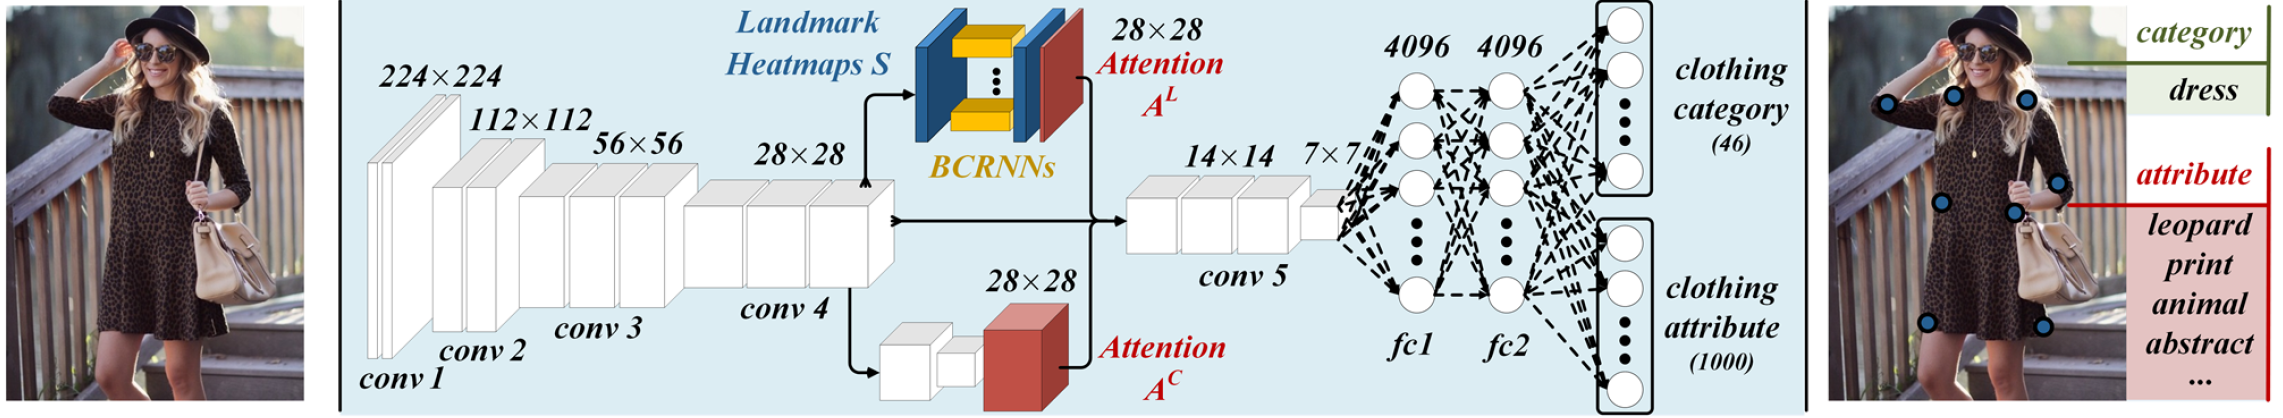 224×224
112×112
56×56
28×28
conv 1
conv 2
conv 3
conv 4
Landmark
Heatmaps S
BCRNNs
28×28
Attention
A^L
28×28
Attention
A^C
14×14
7×7
conv 5
4096
4096
fc1
fc2
clothing
category
(46)
clothing
attribute
(1000)
category
dress
attribute
leopard
print
animal
abstract
...